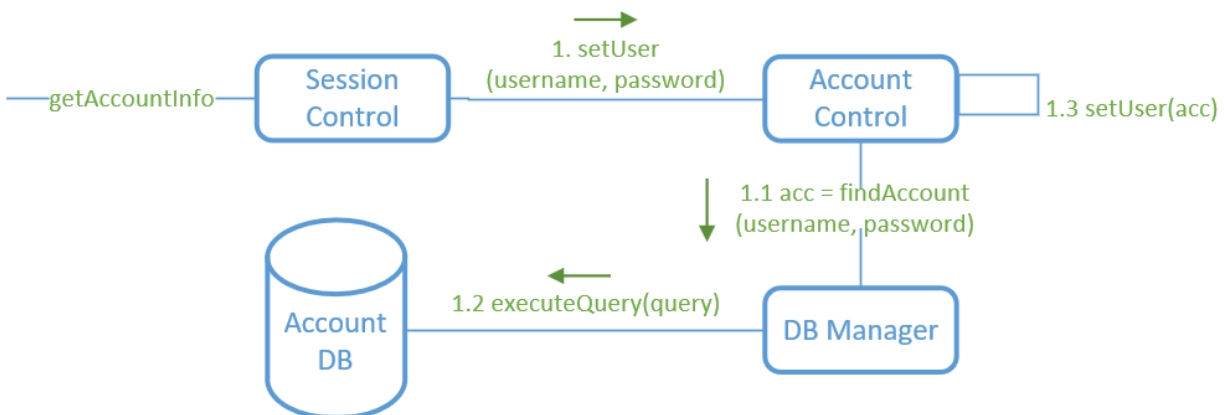 1. setUser
(username, password)
getAccountInfo
Session
Control
Account
Control
1.3 setUser(acc)
1.1 acc = findAccount
(username, password)
1.2 executeQuery(query)
Account
DB
DB Manager